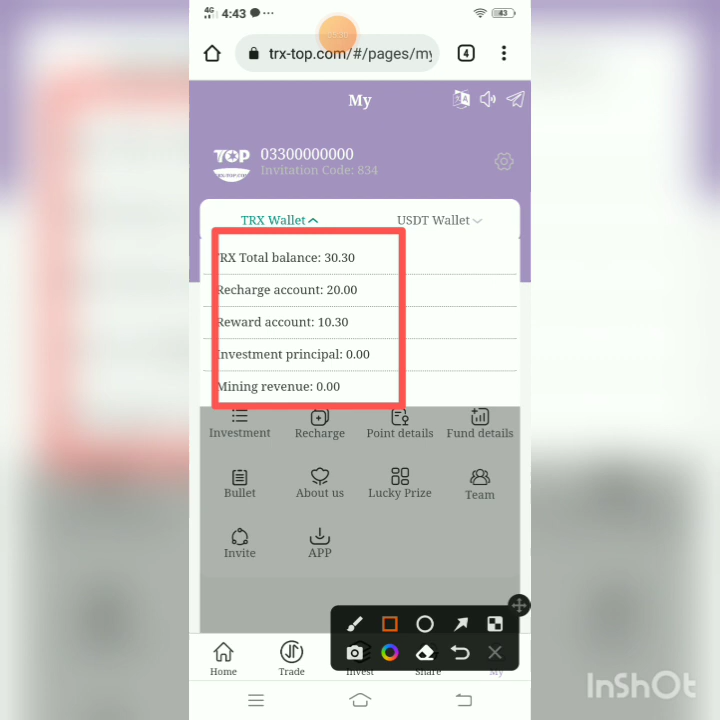 4G 4:43 43
trx-top.com/#/pages/my 4
My
TOP 03300000000
Invitation Code: 834
TRX Wallet USDT Wallet
RX Total balance: 30.30
Recharge account: 20.00
Reward account: 10.30
Investment principal: 0.00
Mining revenue: 0.00
Investment Recharge Point details Fund details
Bullet About us Lucky Prize Team
Invite APP
Home Trade Invest Share My
InShOt